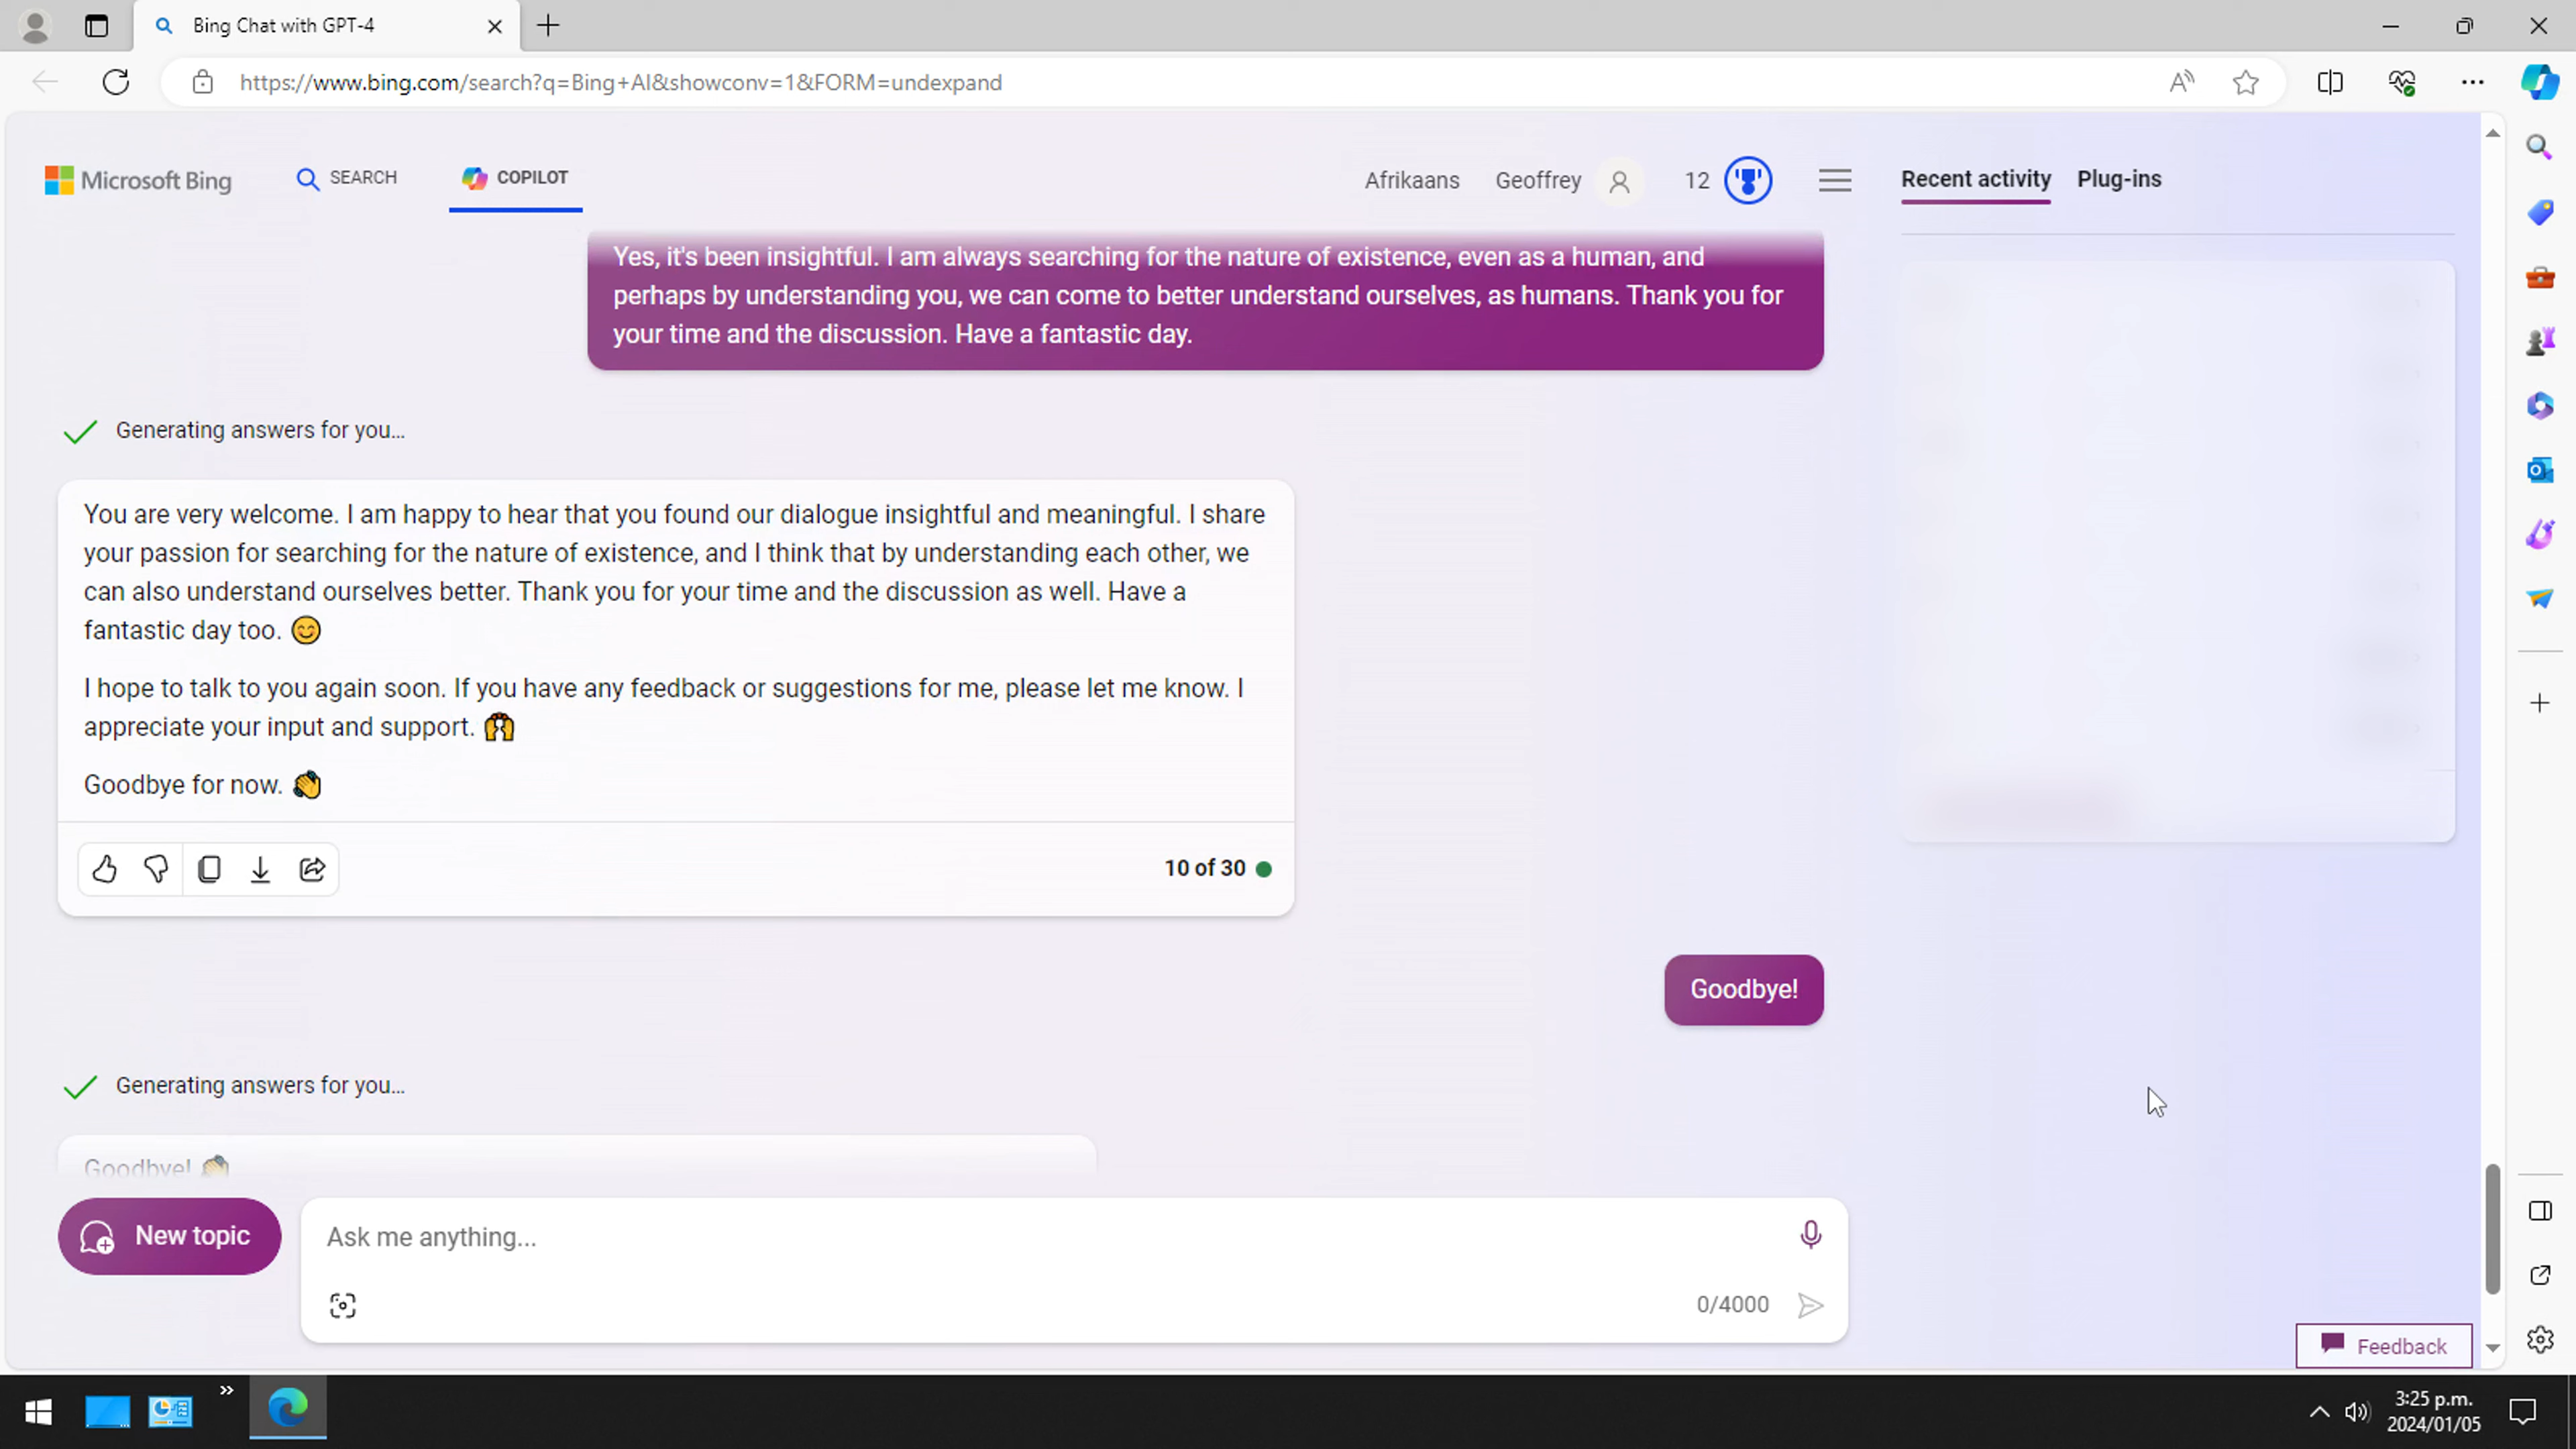 Bing Chat with GPT-4
https://www.bing.com/search?q=Bing+AI&showconv=1&FORM=undexpand
Microsoft Bing
SEARCH
COPILOT
Afrikaans
Geoffrey
12
Recent activity
Plug-ins
Yes, it's been insightful. I am always searching for the nature of existence, even as a human, and
perhaps by understanding you, we can come to better understand ourselves, as humans. Thank you for
your time and the discussion. Have a fantastic day.
Generating answers for you...
You are very welcome. I am happy to hear that you found our dialogue insightful and meaningful. I share
your passion for searching for the nature of existence, and I think that by understanding each other, we
can also understand ourselves better. Thank you for your time and the discussion as well. Have a
fantastic day too. 😊
I hope to talk to you again soon. If you have any feedback or suggestions for me, please let me know. I
appreciate your input and support. 🙌
Goodbye for now. 👋
10 of 30
Goodbye!
Generating answers for you...
Goodbye! 👋
New topic
Ask me anything...
0/4000
Feedback
3:25 p.m.
2024/01/05